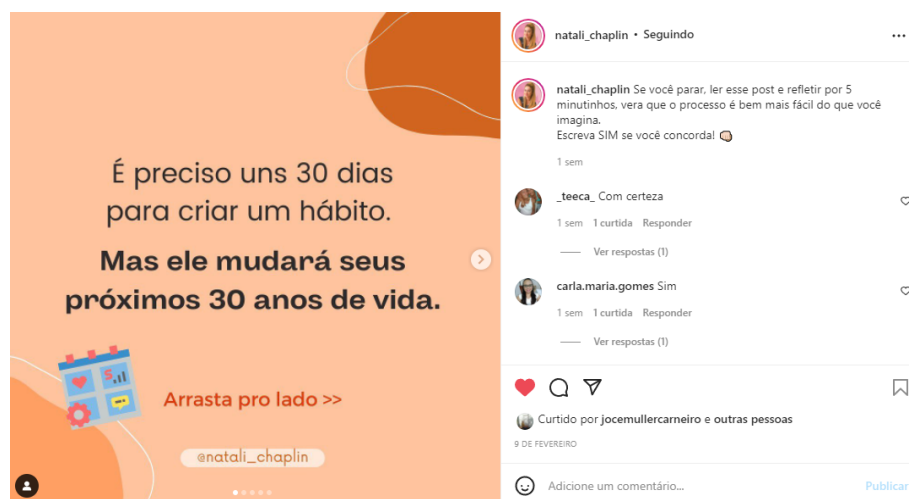 É preciso uns 30 dias
para criar um hábito.
Mas ele mudará seus
próximos 30 anos de vida.
Arrasta pro lado >>
@natali_chaplin
natali_chaplin • Seguindo
natali_chaplin Se você parar, ler esse post e refletir por 5
minutinhos, vera que o processo é bem mais fácil do que você
imagina.
Escreva SIM se você concorda!
1 sem
_teeca_ Com certeza
1 sem 1 curtida Responder
Ver respostas (1)
carla.maria.gomes Sim
1 sem 1 curtida Responder
Ver respostas (1)
Curtido por jocemullercarneiro e outras pessoas
9 DE FEVEREIRO
Adicione um comentário...
Publicar